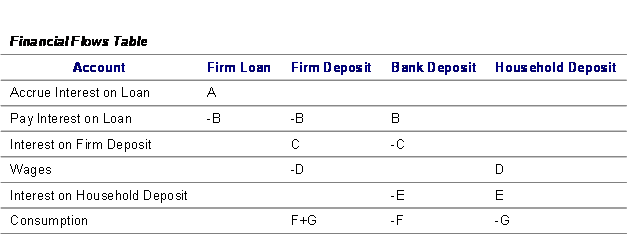 Financial Flows Table
Account Firm Loan Firm Deposit Bank Deposit Household Deposit
Accrue Interest on Loan A
Pay Interest on Loan -B -B B
Interest on Firm Deposit C -C
Wages -D D
Interest on Household Deposit -E E
Consumption F+G -F -G